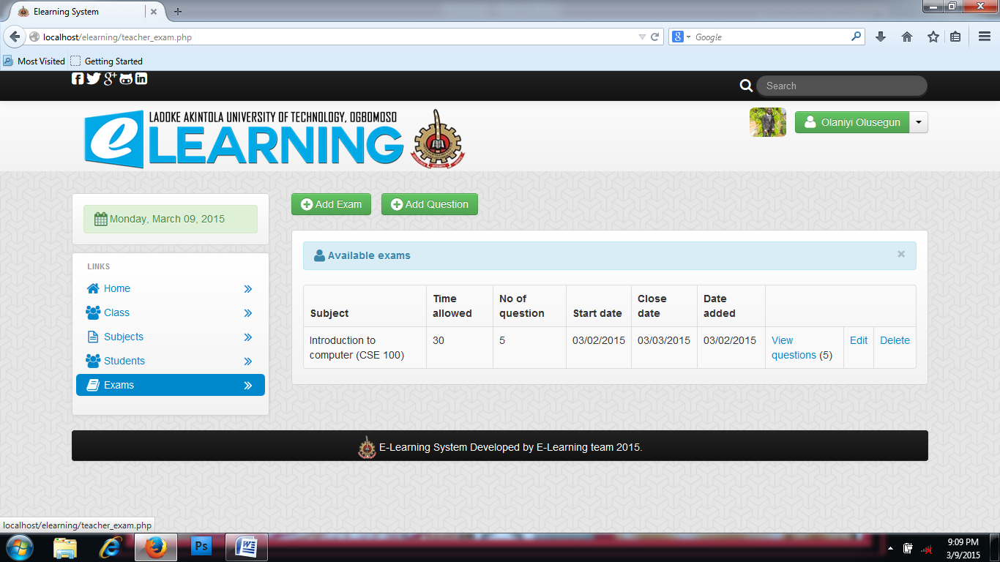 Elearning System
localhost/elearning/teacher_exam.php
Google
Most Visited
Getting Started
Search
LADOKE AKINTOLA UNIVERSITY OF TECHNOLOGY, OGBOMOSO
eLEARNING
Olaniyi Olusegun
Monday, March 09, 2015
LINKS
Home
Class
Subjects
Students
Exams
Add Exam
Add Question
Available exams
×
Subject
Time allowed
No of question
Start date
Close date
Date added
Introduction to computer (CSE 100)
30
5
03/02/2015
03/03/2015
03/02/2015
View questions (5)
Edit
Delete
E-Learning System Developed by E-Learning team 2015.
localhost/elearning/teacher_exam.php
Ps
9:09 PM
3/9/2015